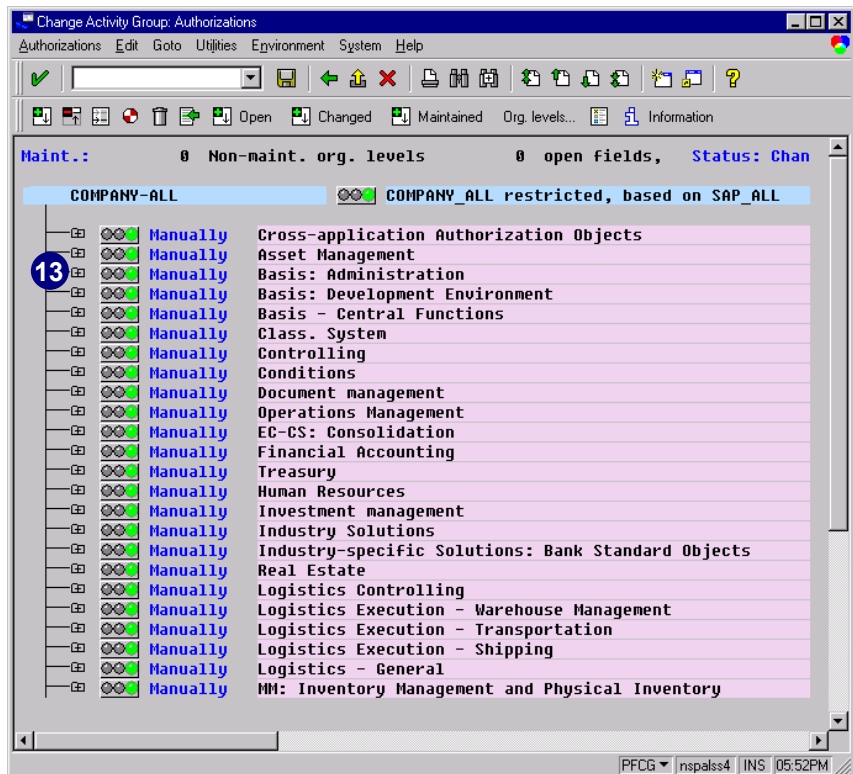 Change Activity Group: Authorizations
Authorizations Edit Goto Utilities Environment System Help
Open Changed Maintained Org. levels... Information
Maint.: 0 Non-maint. org. levels 0 open fields, Status: Chan
COMPANY-ALL COMPANY_ALL restricted, based on SAP_ALL
Manually Cross-application Authorization Objects
Manually Asset Management
13 Manually Basis: Administration
Manually Basis: Development Environment
Manually Basis - Central Functions
Manually Class. System
Manually Controlling
Manually Conditions
Manually Document management
Manually Operations Management
Manually EC-CS: Consolidation
Manually Financial Accounting
Manually Treasury
Manually Human Resources
Manually Investment management
Manually Industry Solutions
Manually Industry-specific Solutions: Bank Standard Objects
Manually Real Estate
Manually Logistics Controlling
Manually Logistics Execution - Warehouse Management
Manually Logistics Execution - Transportation
Manually Logistics Execution - Shipping
Manually Logistics - General
Manually MM: Inventory Management and Physical Inventory
PFCG nspalss4 INS 05:52PM